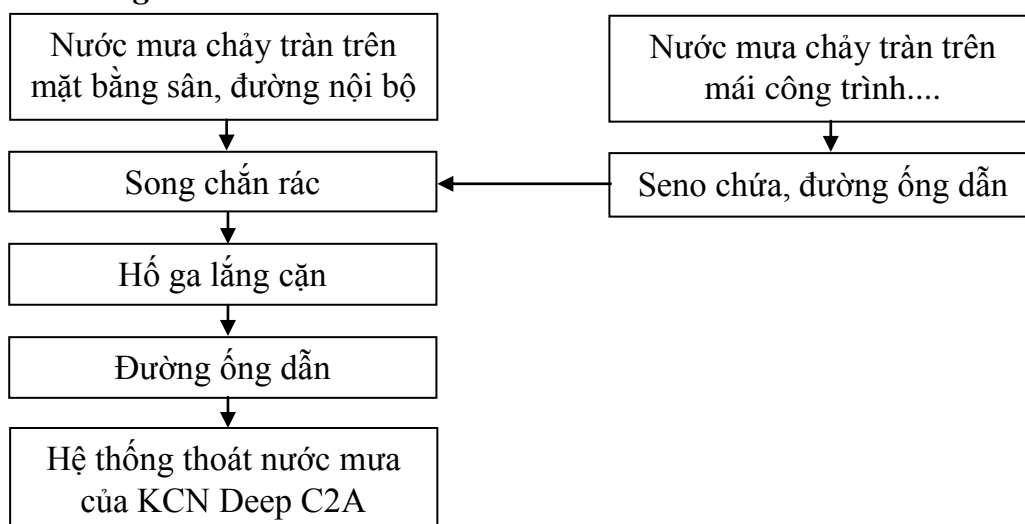 Nước mưa chảy tràn trên
mặt bằng sân, đường nội bộ
Nước mưa chảy tràn trên
mái công trình....
Song chắn rác
Seno chứa, đường ống dẫn
Hố ga lắng cặn
Đường ống dẫn
Hệ thống thoát nước mưa
của KCN Deep C2A